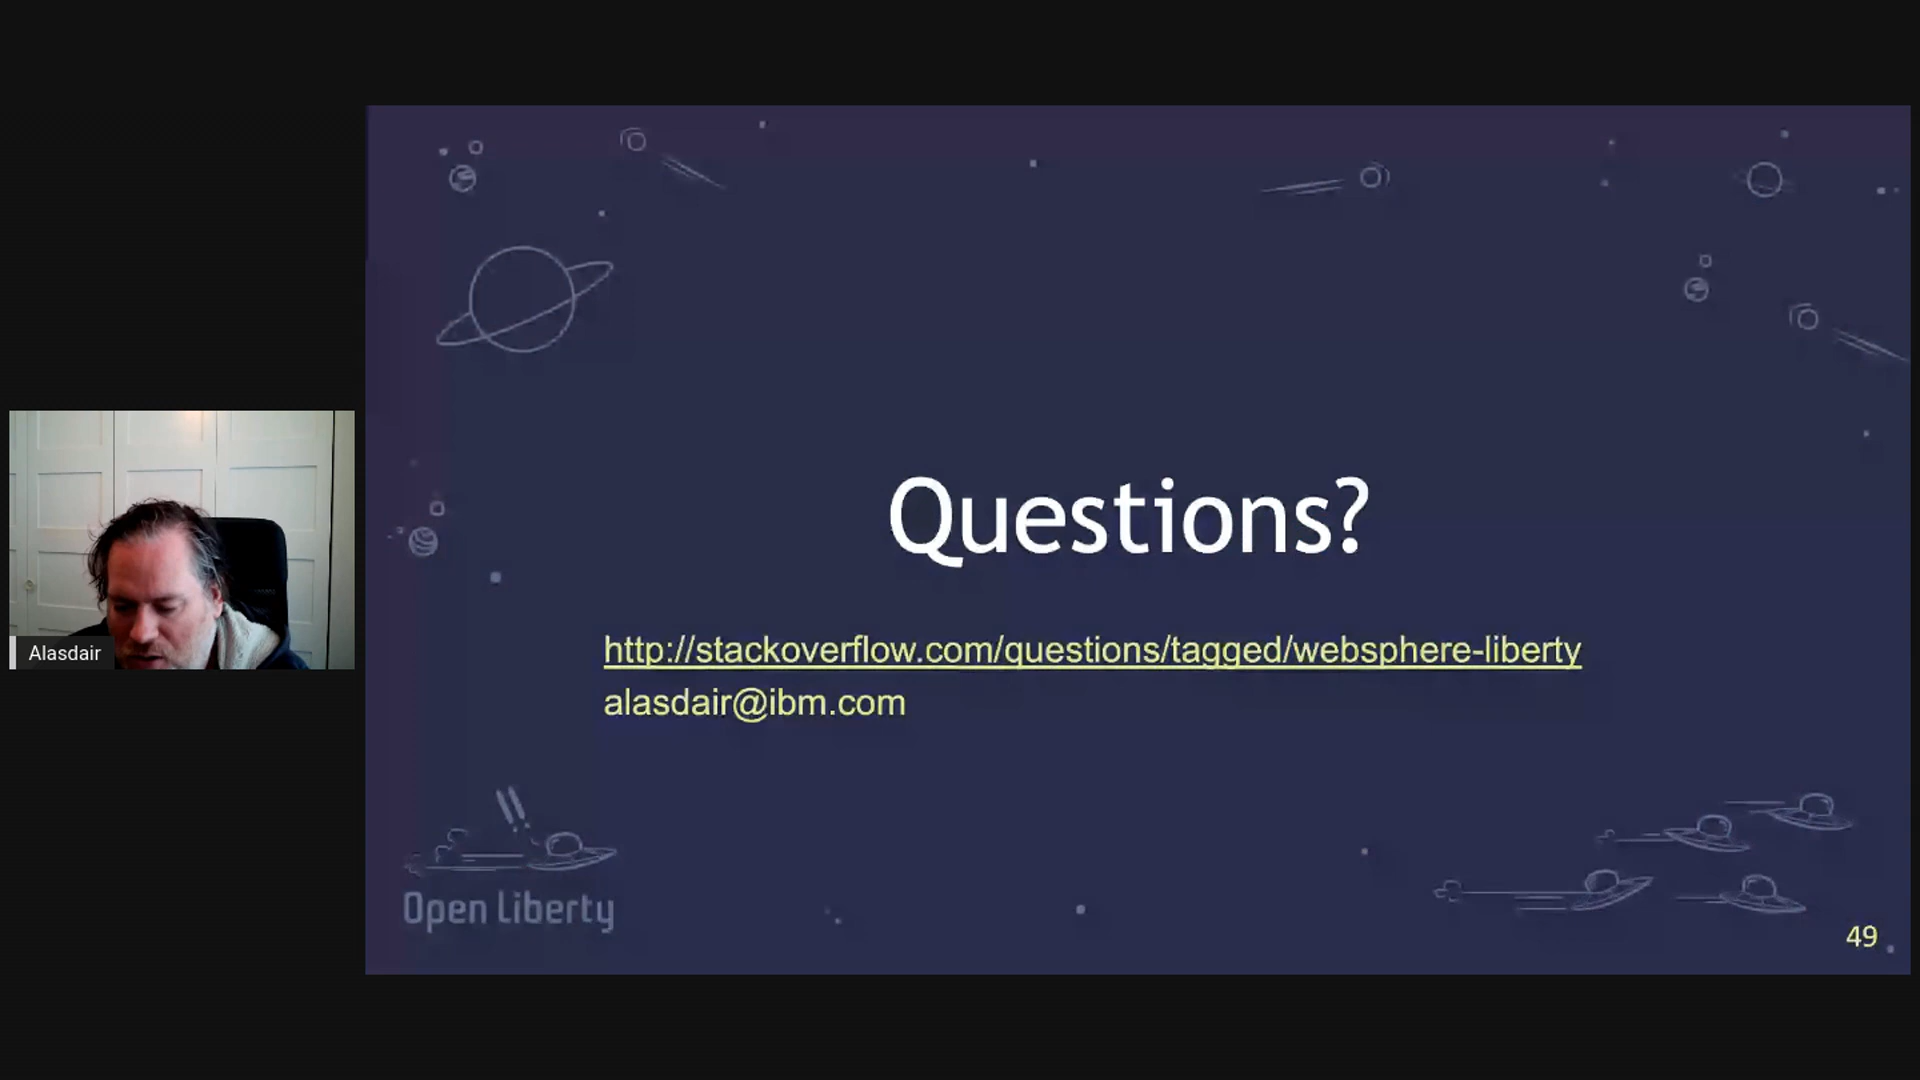 Questions?
http://stackoverflow.com/questions/tagged/websphere-liberty
alasdair@ibm.com
Alasdair
Open Liberty
49